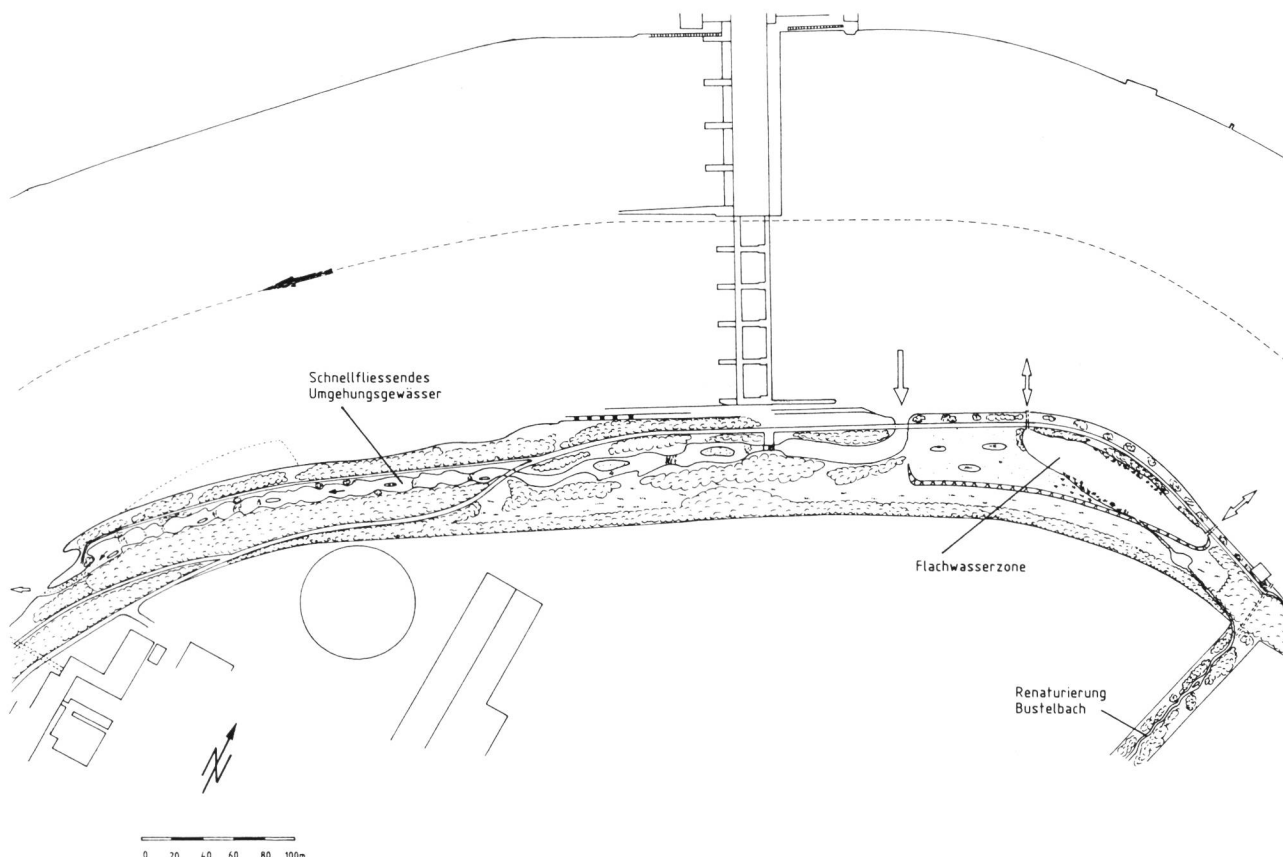 Schnellfliessendes
Umgehungsgewässer
Flachwasserzone
Renaturierung
Bustelbach
N
0 20 40 60 80 100m